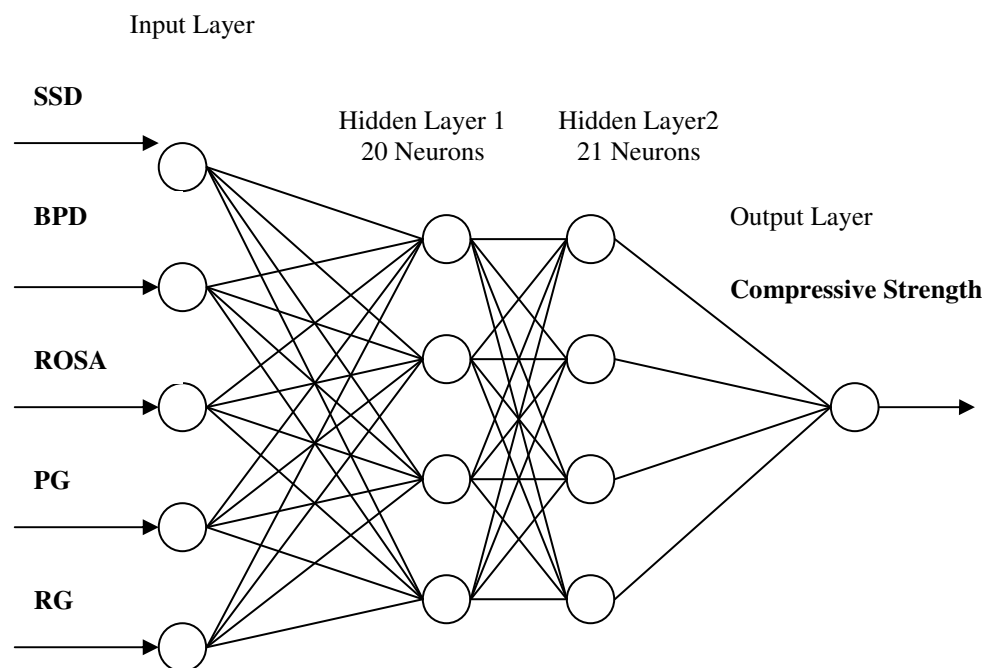 Input Layer
SSD
Hidden Layer 1
20 Neurons
Hidden Layer2
21 Neurons
BPD
Output Layer
Compressive Strength
ROSA
PG
RG